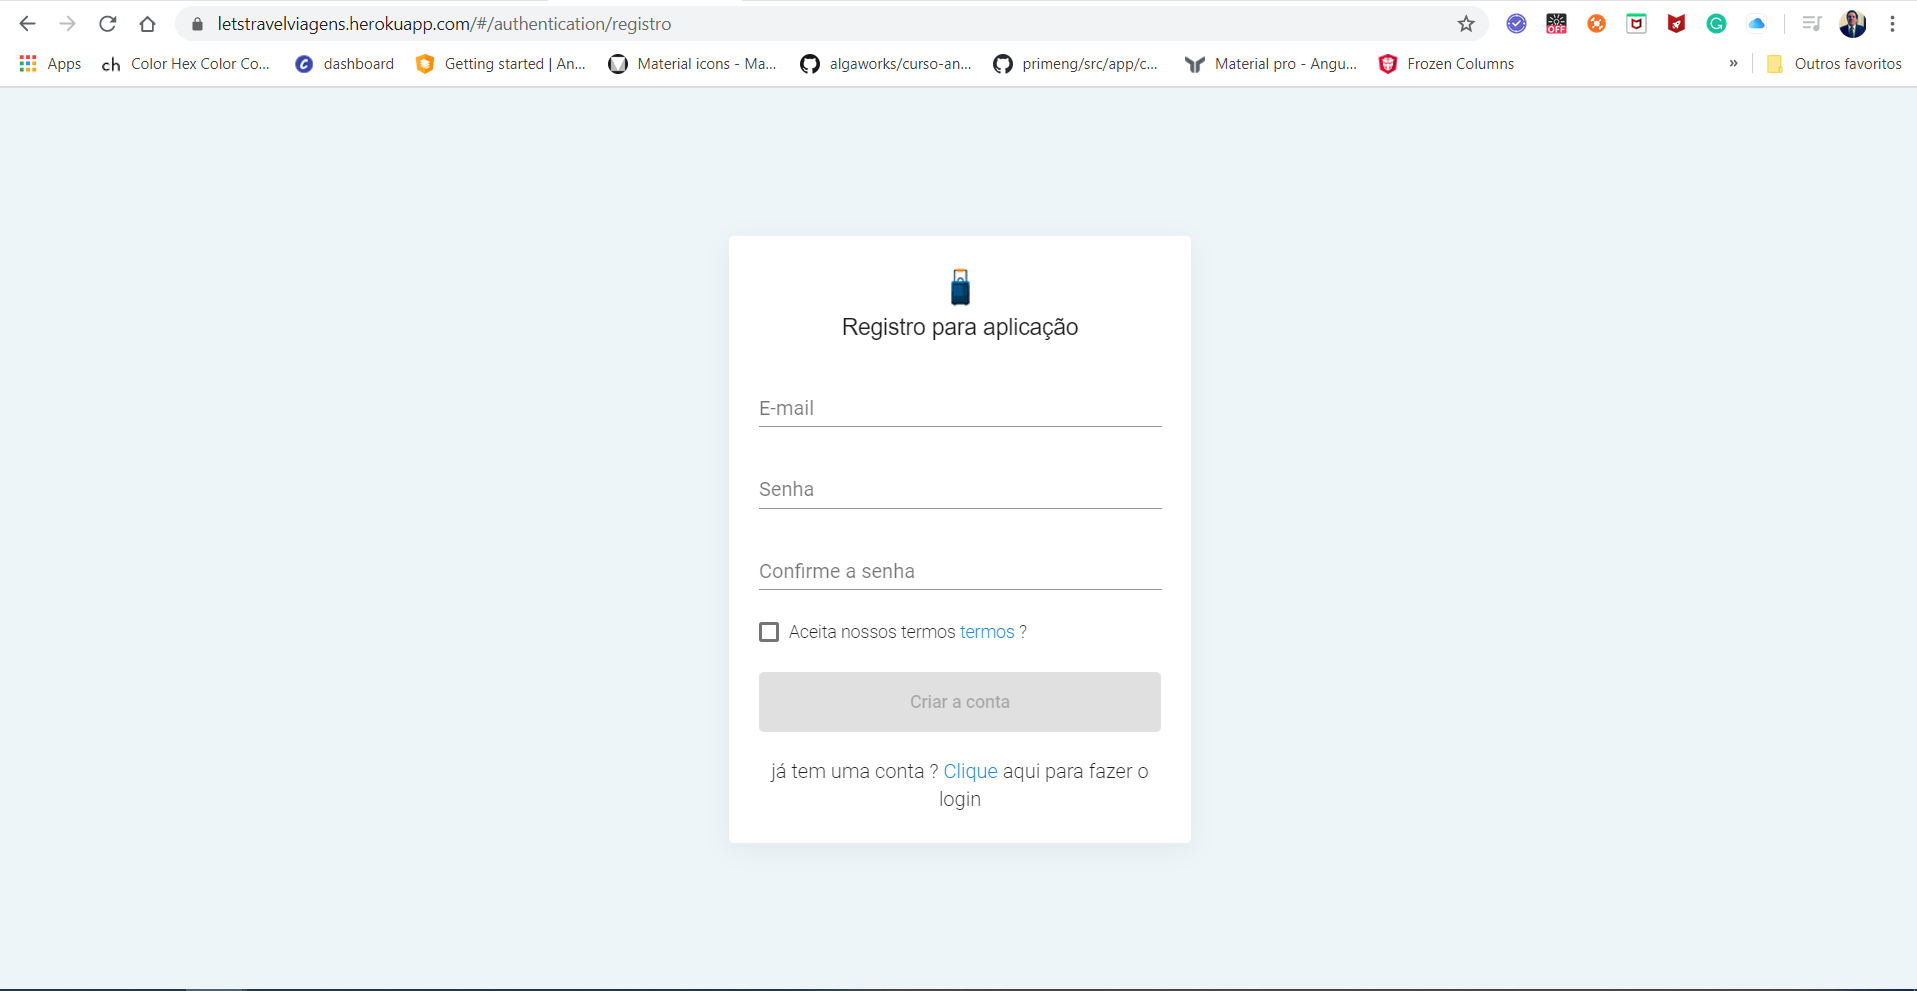 letstravelviagens.herokuapp.com/#/authentication/registro
OFF
Apps
ch Color Hex Color Co...
dashboard
Getting started | An...
Material icons - Ma...
algaworks/curso-an...
primeng/src/app/c...
Material pro - Angu...
Frozen Columns
»
Outros favoritos
Registro para aplicação
E-mail
Senha
Confirme a senha
Aceita nossos termos termos ?
Criar a conta
já tem uma conta ? Clique aqui para fazer o
login